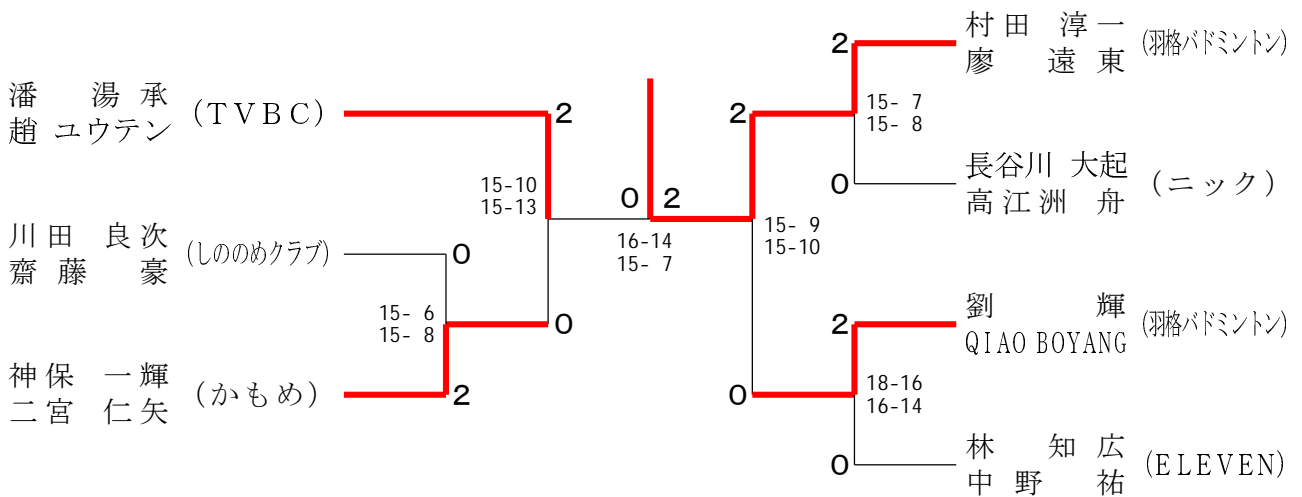 潘 湯承
趙 ユウテン
(TVBC)
2
15-10
15-13
川田 良次
齋藤 豪
(しののめクラブ)
0
15- 6
15- 8
0
神保 一輝
二宮 仁矢
(かもめ)
2
0 2
16-14
15- 7
村田 淳一
廖 遠東
(羽格バドミントン)
2
2
15- 7
15- 8
長谷川 大起
高江洲 舟
(ニック)
0
15- 9
15-10
劉 輝
QIAO BOYANG
(羽格バドミントン)
2
0
18-16
16-14
林 知広
中野 祐
(ELEVEN)
0